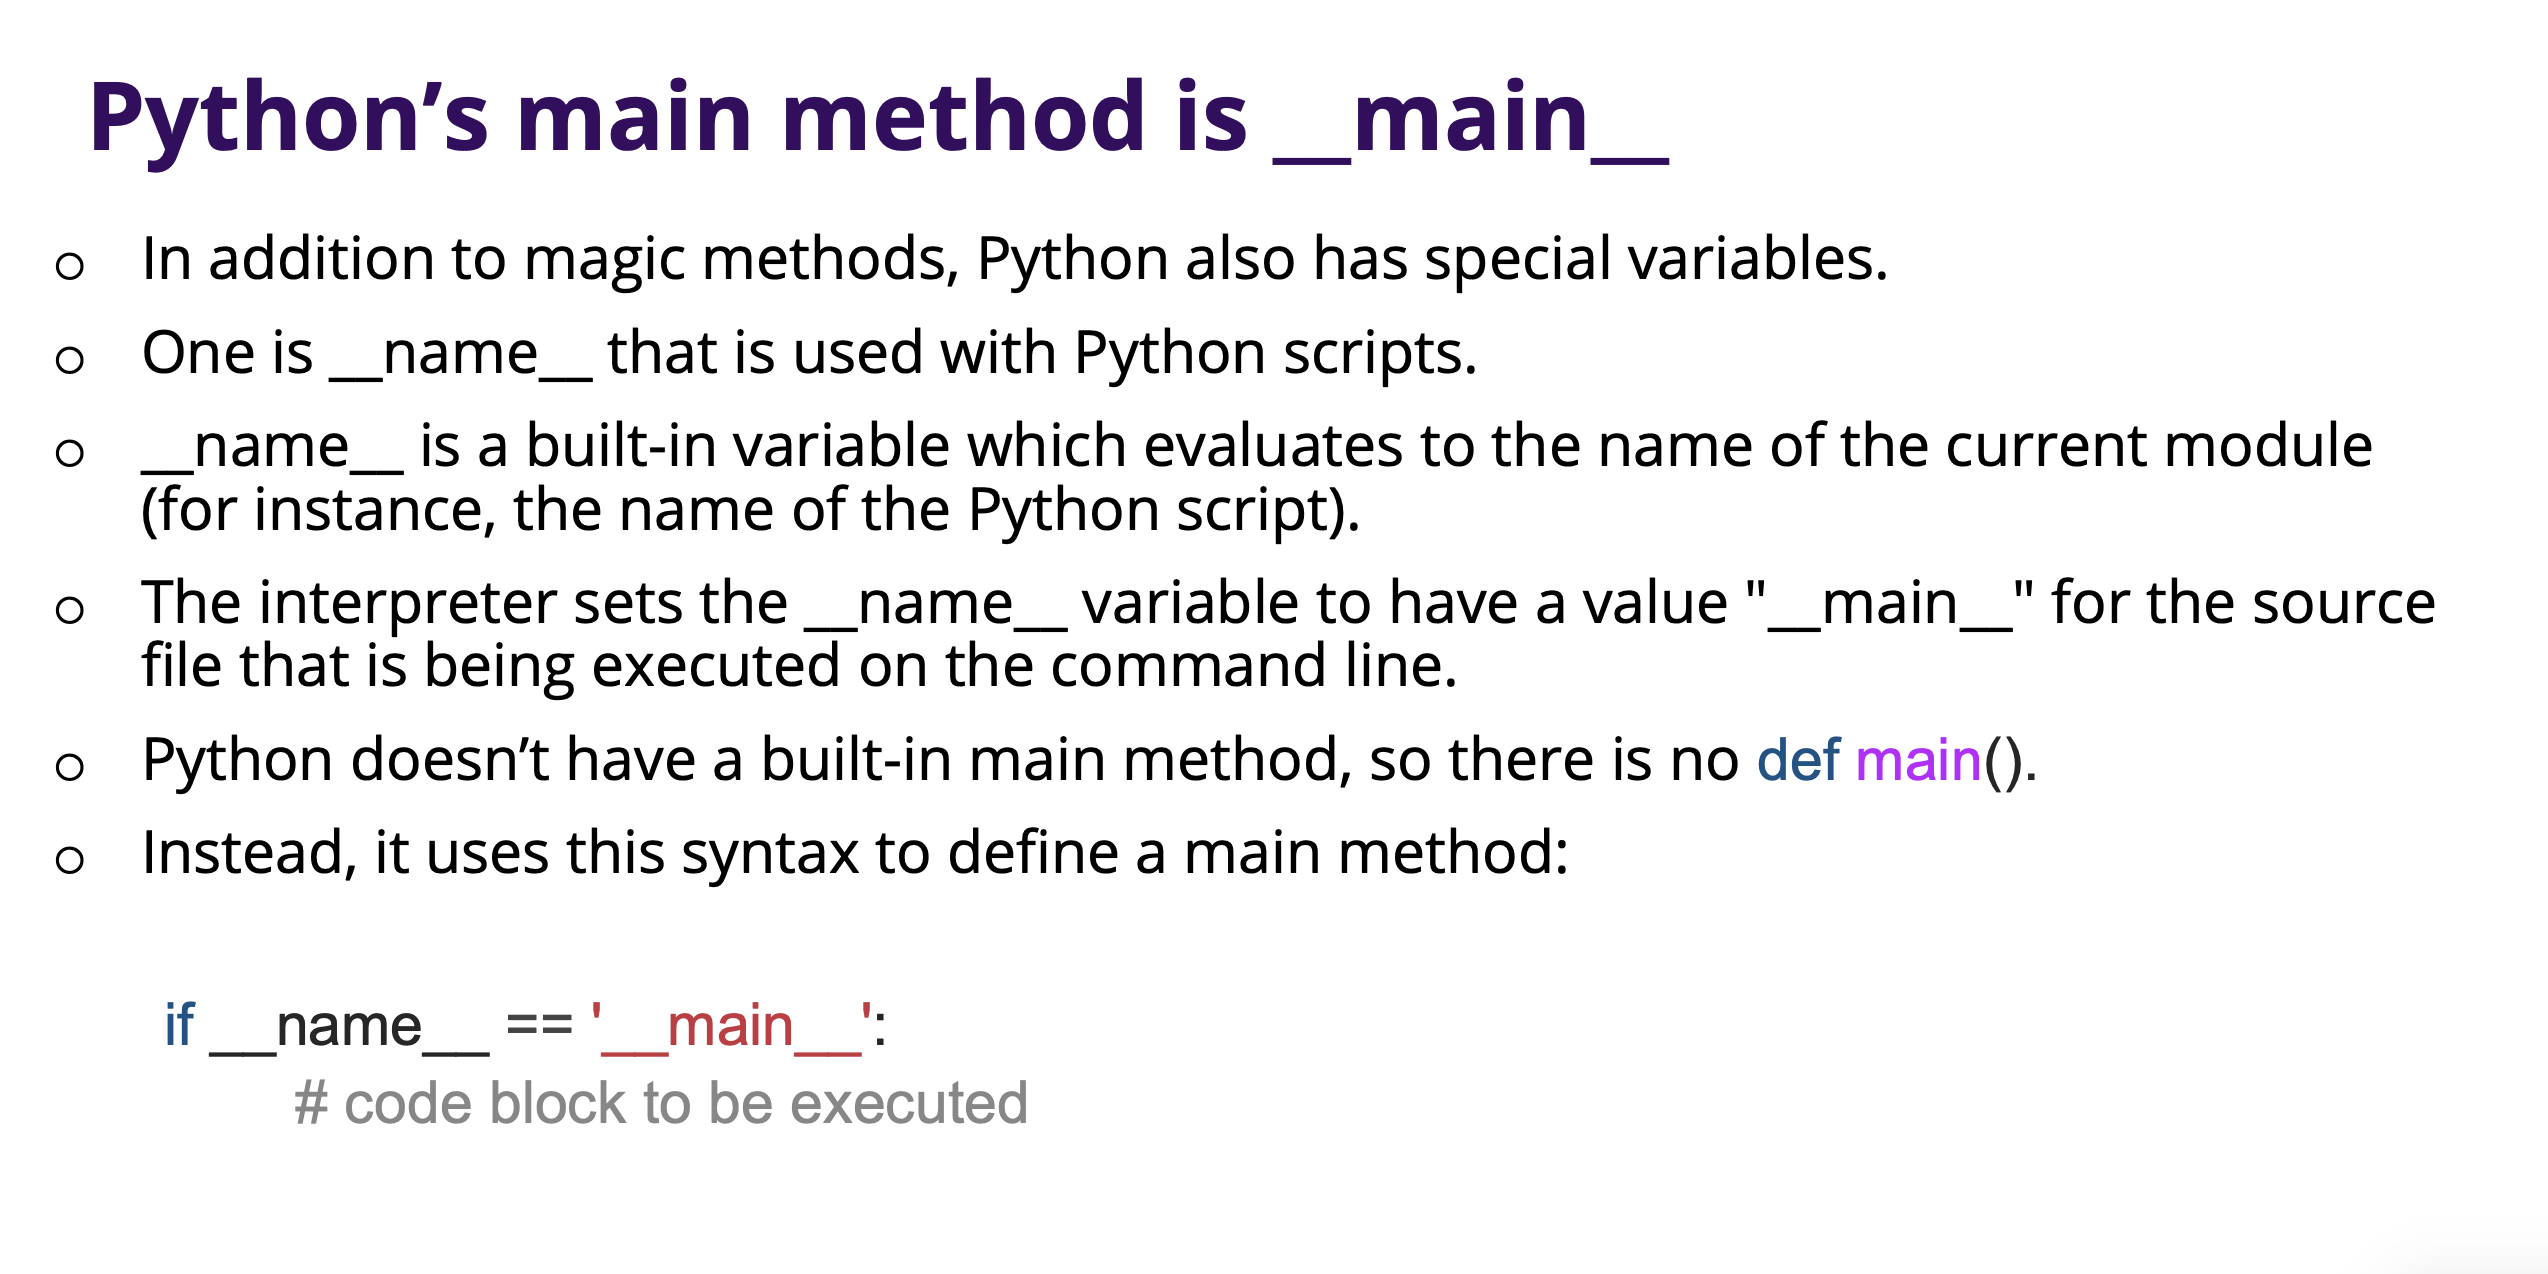 Python’s main method is __main__
○ In addition to magic methods, Python also has special variables.
○ One is __name__ that is used with Python scripts.
○ __name__ is a built-in variable which evaluates to the name of the current module
(for instance, the name of the Python script).
○ The interpreter sets the __name__ variable to have a value "__main__" for the source
file that is being executed on the command line.
○ Python doesn’t have a built-in main method, so there is no def main().
○ Instead, it uses this syntax to define a main method:
if __name__ == '__main__':
# code block to be executed